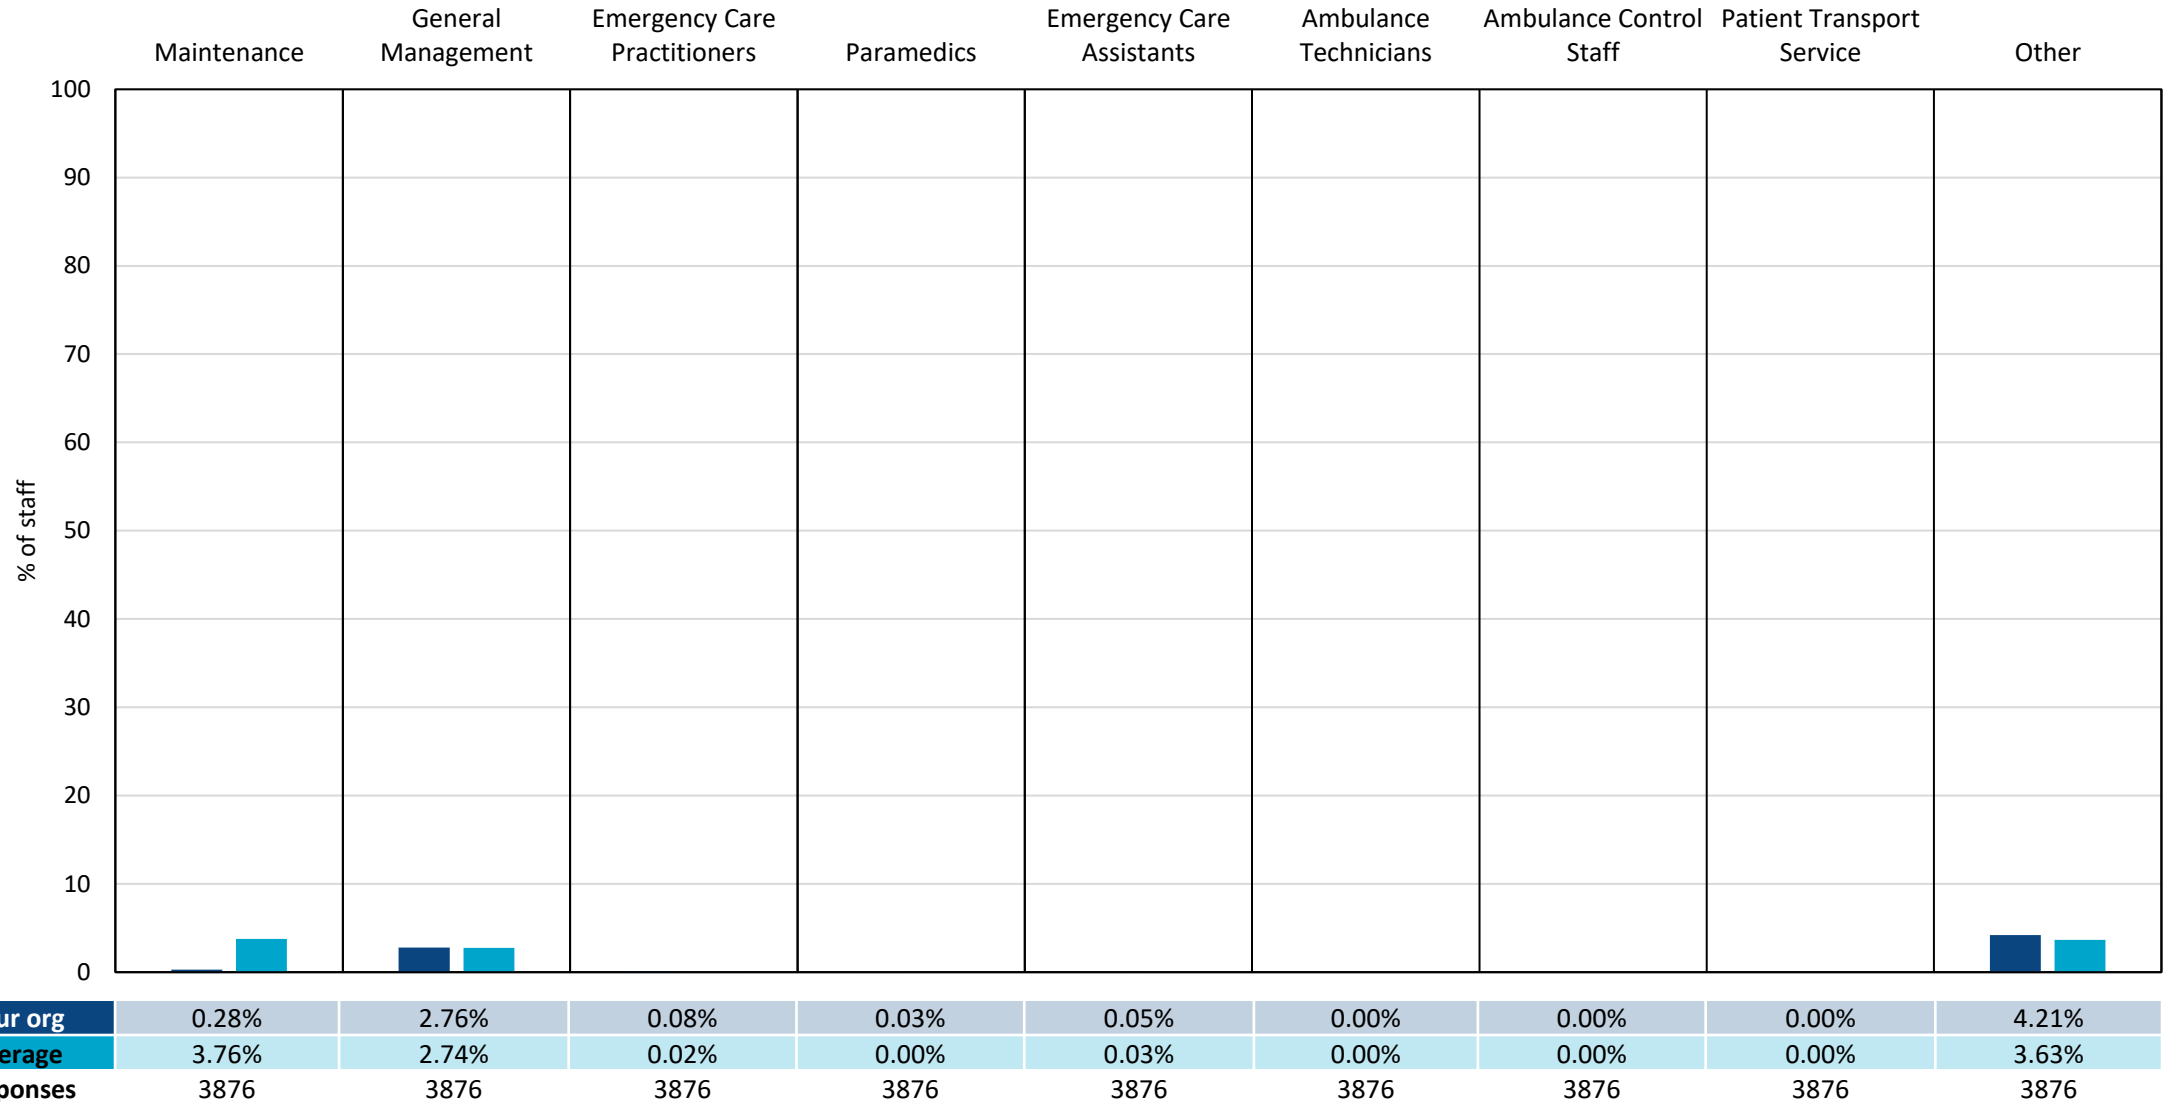 Maintenance
General
Management
Emergency Care
Practitioners
Paramedics
Emergency Care
Assistants
Ambulance
Technicians
Ambulance Control
Staff
Patient Transport
Service
Other
100
90
80
70
60
50
40
30
20
10
0
% of staff
ur org 0.28% 2.76% 0.08% 0.03% 0.05% 0.00% 0.00% 0.00% 4.21%
erage 3.76% 2.74% 0.02% 0.00% 0.03% 0.00% 0.00% 0.00% 3.63%
ponses 3876 3876 3876 3876 3876 3876 3876 3876 3876